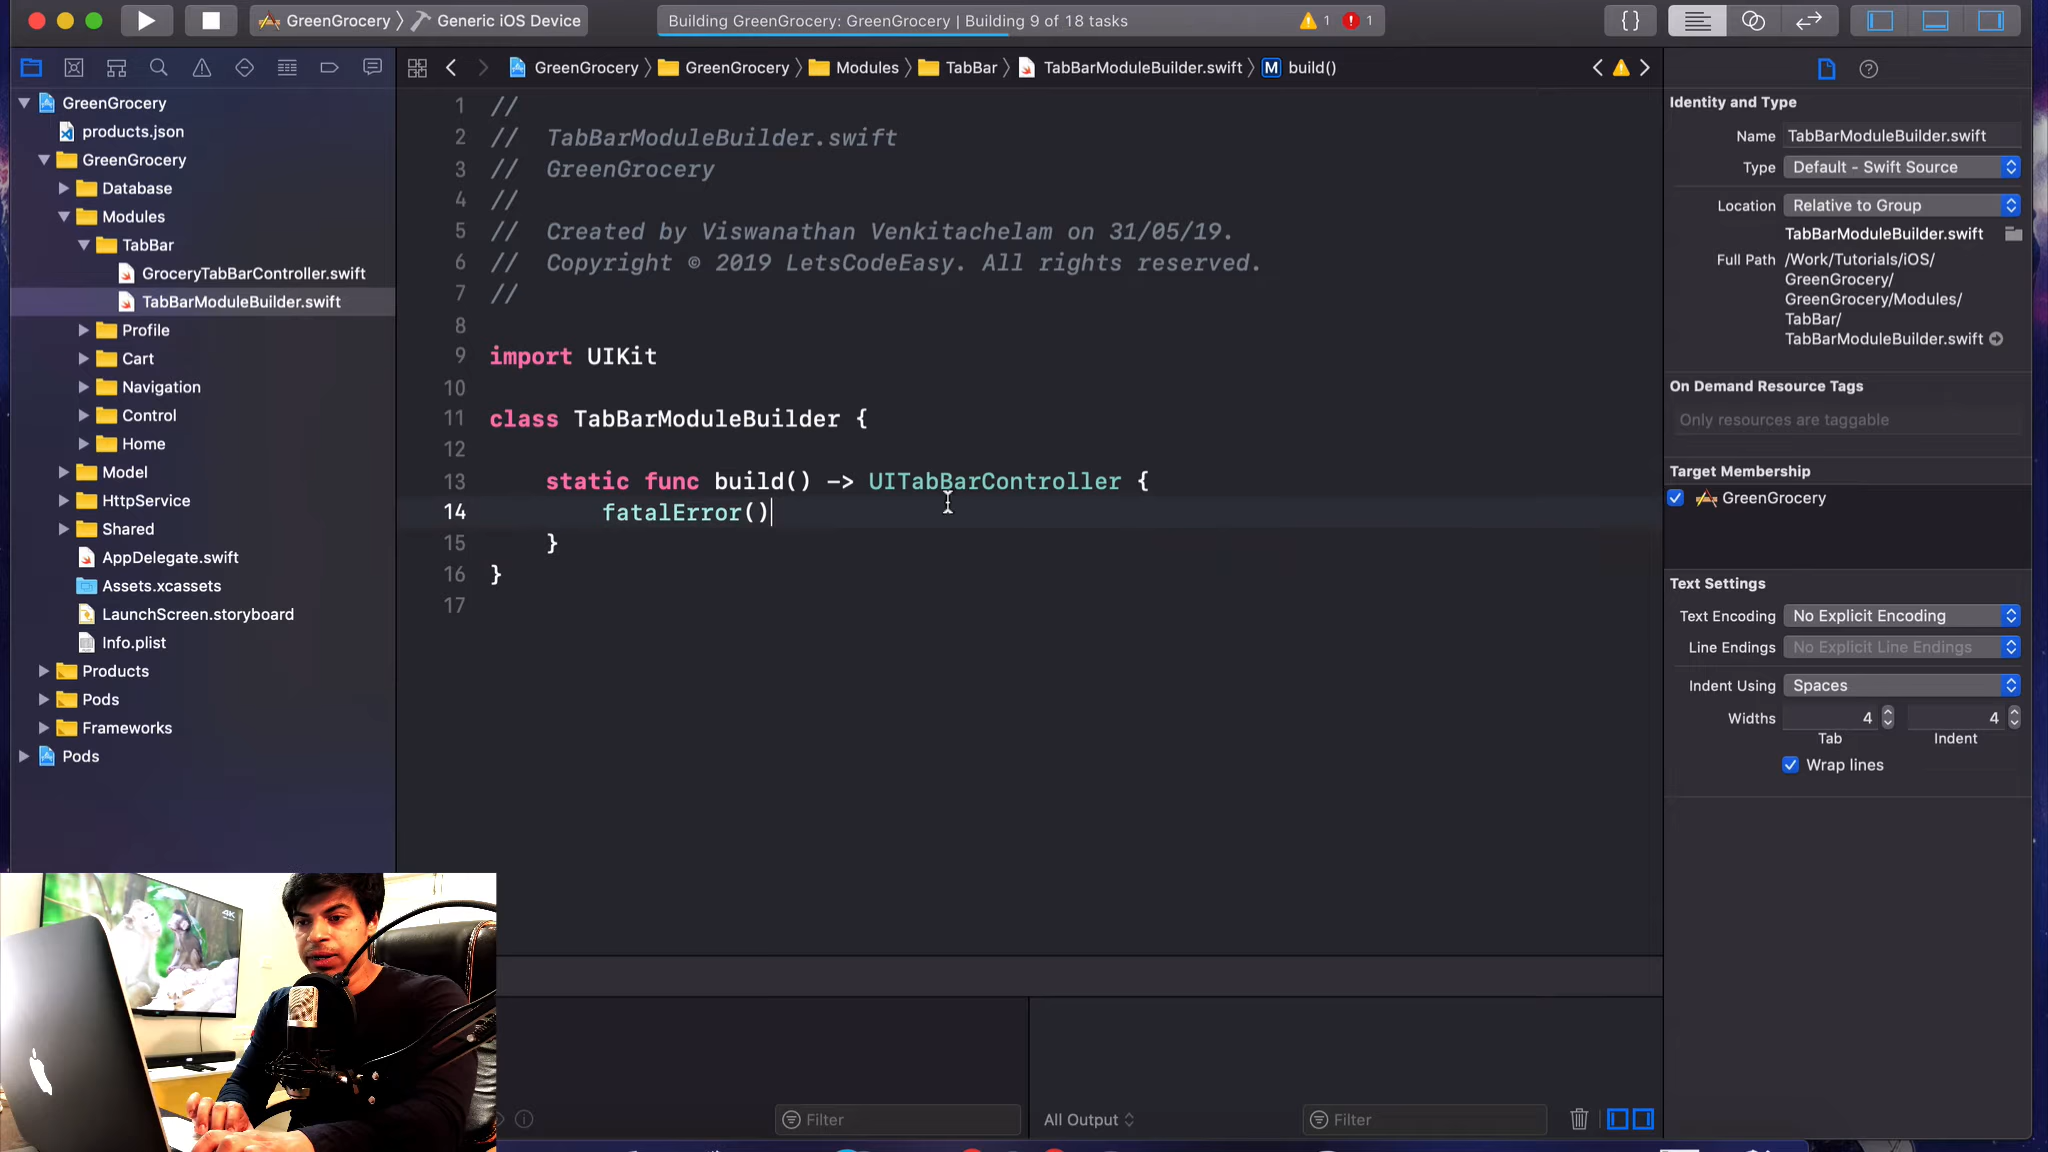 GreenGrocery 〉 Generic iOS Device
Building GreenGrocery: GreenGrocery | Building 9 of 18 tasks
1
1
{}
GreenGrocery 〉 GreenGrocery 〉 Modules 〉 TabBar 〉 TabBarModuleBuilder.swift 〉 M build()
GreenGrocery
products.json
GreenGrocery
Database
Modules
TabBar
GroceryTabBarController.swift
TabBarModuleBuilder.swift
Profile
Cart
Navigation
Control
Home
Model
HttpService
Shared
AppDelegate.swift
Assets.xcassets
LaunchScreen.storyboard
Info.plist
Products
Pods
Frameworks
Pods
1 //
2 //  TabBarModuleBuilder.swift
3 //  GreenGrocery
4 //
5 //  Created by Viswanathan Venkitachelam on 31/05/19.
6 //  Copyright © 2019 LetsCodeEasy. All rights reserved.
7 //
8
9 import UIKit
10
11 class TabBarModuleBuilder {
12
13     static func build() -> UITabBarController {
14         fatalError()
15     }
16 }
17
Identity and Type
Name TabBarModuleBuilder.swift
Type Default - Swift Source
Location Relative to Group
TabBarModuleBuilder.swift
Full Path /Work/Tutorials/iOS/
GreenGrocery/
GreenGrocery/Modules/
TabBar/
TabBarModuleBuilder.swift
On Demand Resource Tags
Only resources are taggable
Target Membership
GreenGrocery
Text Settings
Text Encoding No Explicit Encoding
Line Endings No Explicit Line Endings
Indent Using Spaces
Widths 4 4
Tab Indent
Wrap lines
4K
Filter
All Output
Filter